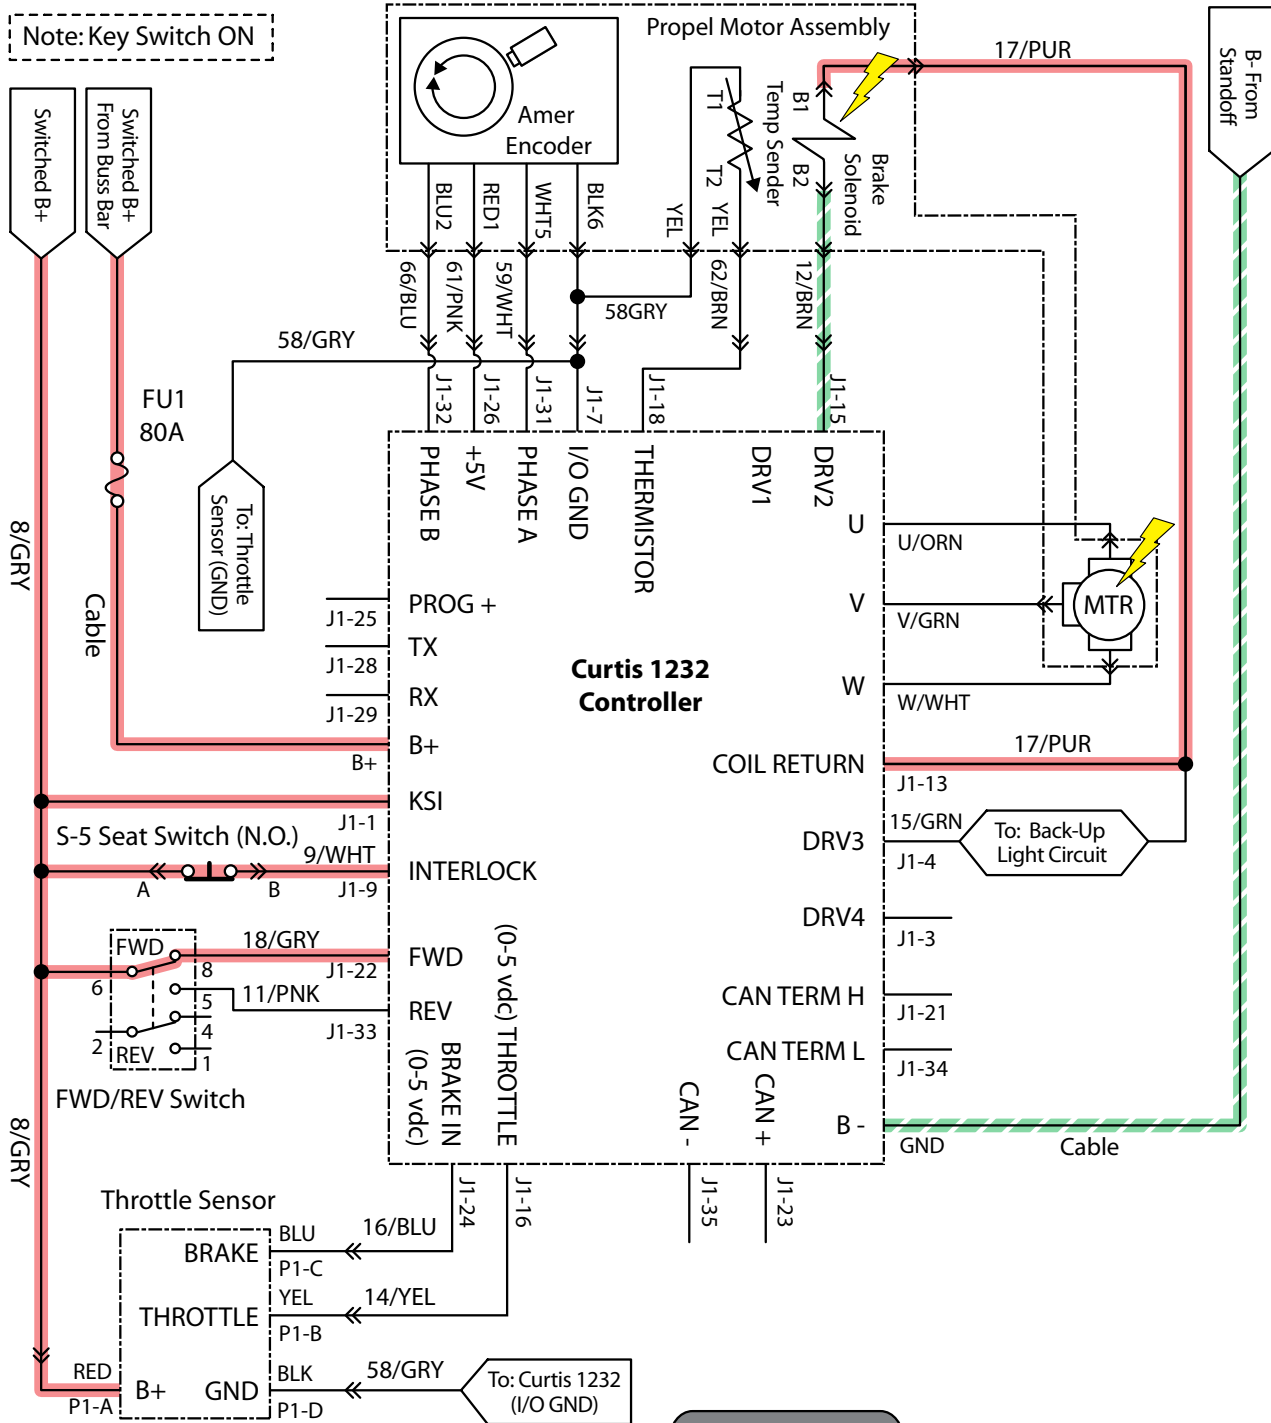 Note: Key Switch ON
Propel Motor Assembly
17/PUR
B- From
Standoff
Switched B+
Switched B+
From Buss Bar
Amer
Encoder
T1
T2
Temp Sender
B1
B2
Brake
Solenoid
BLU2
RED1
WHT5
BLK6
YEL
YEL
66/BLU
61/PNK
59/WHT
58GRY
62/BRN
12/BRN
58/GRY
J1-32
J1-26
J1-31
J1-7
J1-18
J1-15
FU1
80A
PHASE B
+5V
PHASE A
I/O GND
THERMISTOR
DRV1
DRV2
To: Throttle
Sensor (GND)
8/GRY
Cable
U
U/ORN
V
V/GRN
W
W/WHT
MTR
PROG +
J1-25
TX
J1-28
RX
J1-29
Curtis 1232
Controller
B+
B+
COIL RETURN
17/PUR
J1-13
KSI
J1-1
S-5 Seat Switch (N.O.)
9/WHT
A
B
J1-9
INTERLOCK
DRV3
15/GRN
J1-4
To: Back-Up
Light Circuit
DRV4
J1-3
FWD
18/GRY
6
8
J1-22
FWD
5
11/PNK
J1-33
REV
4
2
REV
1
FWD/REV Switch
CAN TERM H
J1-21
CAN TERM L
J1-34
BRAKE IN
(0-5 vdc)
(0-5 vdc) THROTTLE
CAN -
CAN +
B -
GND
Cable
8/GRY
J1-24
J1-16
J1-35
J1-23
Throttle Sensor
BRAKE
BLU
16/BLU
P1-C
THROTTLE
YEL
14/YEL
P1-B
RED
P1-A
B+
GND
BLK
58/GRY
P1-D
To: Curtis 1232
(I/O GND)